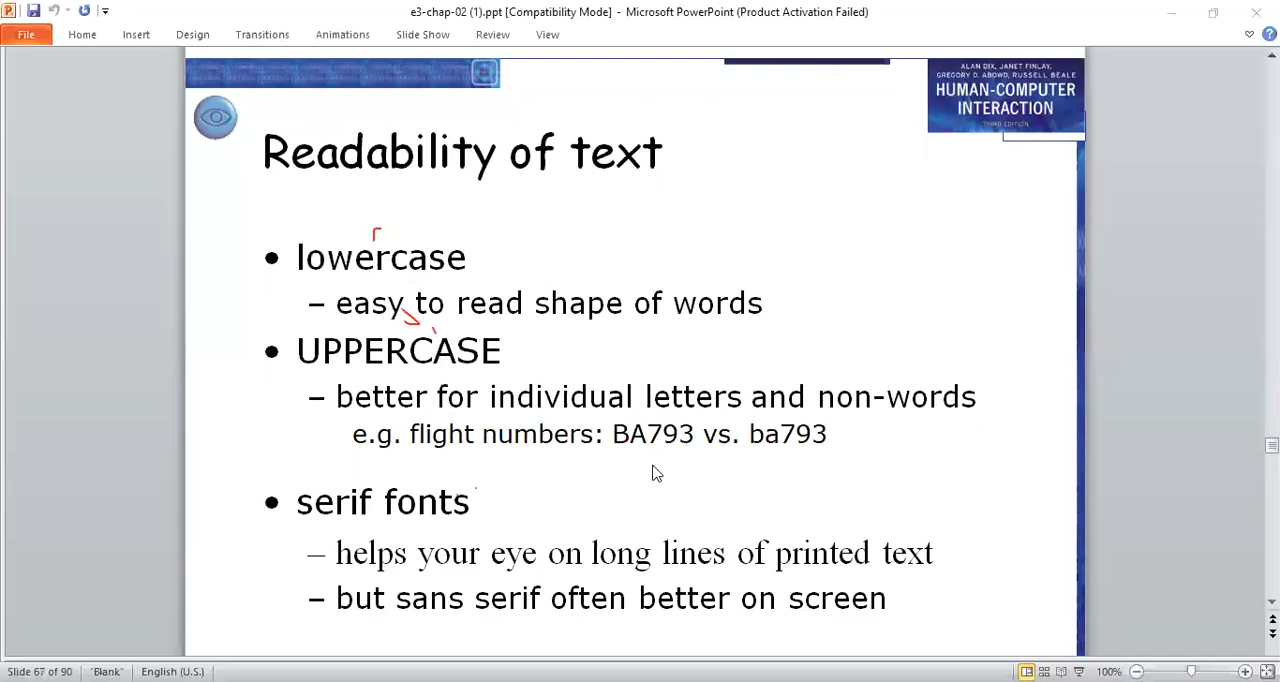 e3-chap-02 (1).ppt [Compatibility Mode] - Microsoft PowerPoint (Product Activation Failed)
File Home Insert Design Transitions Animations Slide Show Review View
ALAN DIX, JANET FINLAY,
GREGORY D. ABOWD, RUSSELL BEALE
HUMAN-COMPUTER
INTERACTION
THIRD EDITION
Readability of text
• lowercase
– easy to read shape of words
• UPPERCASE
– better for individual letters and non-words
e.g. flight numbers: BA793 vs. ba793
• serif fonts
– helps your eye on long lines of printed text
– but sans serif often better on screen
Slide 67 of 90 "Blank" English (U.S.) 100%